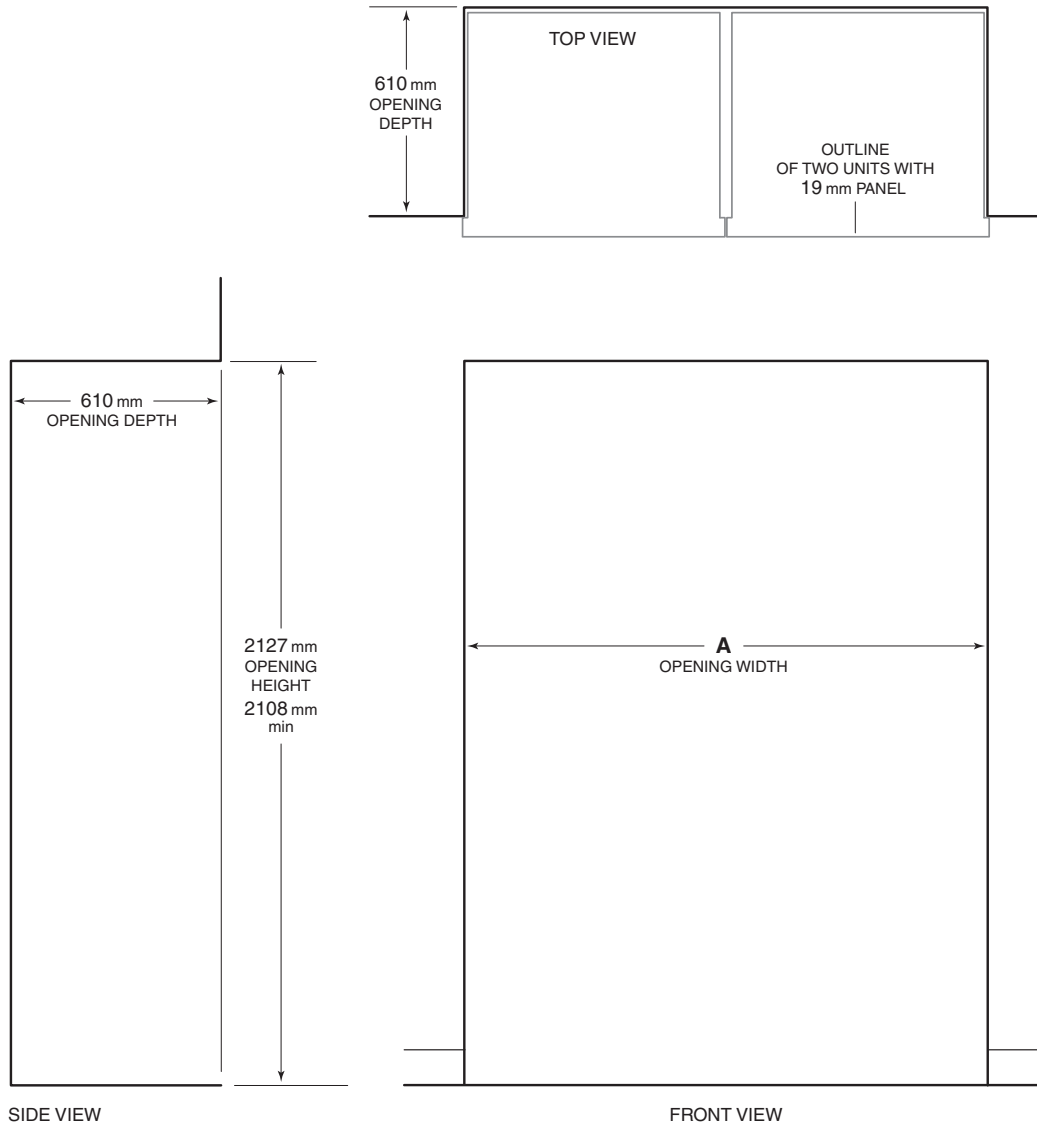 TOP VIEW
610 mm
OPENING
DEPTH
OUTLINE
OF TWO UNITS WITH
19 mm PANEL
610 mm
OPENING DEPTH
2127 mm
OPENING
HEIGHT
2108 mm
min
A
OPENING WIDTH
SIDE VIEW
FRONT VIEW